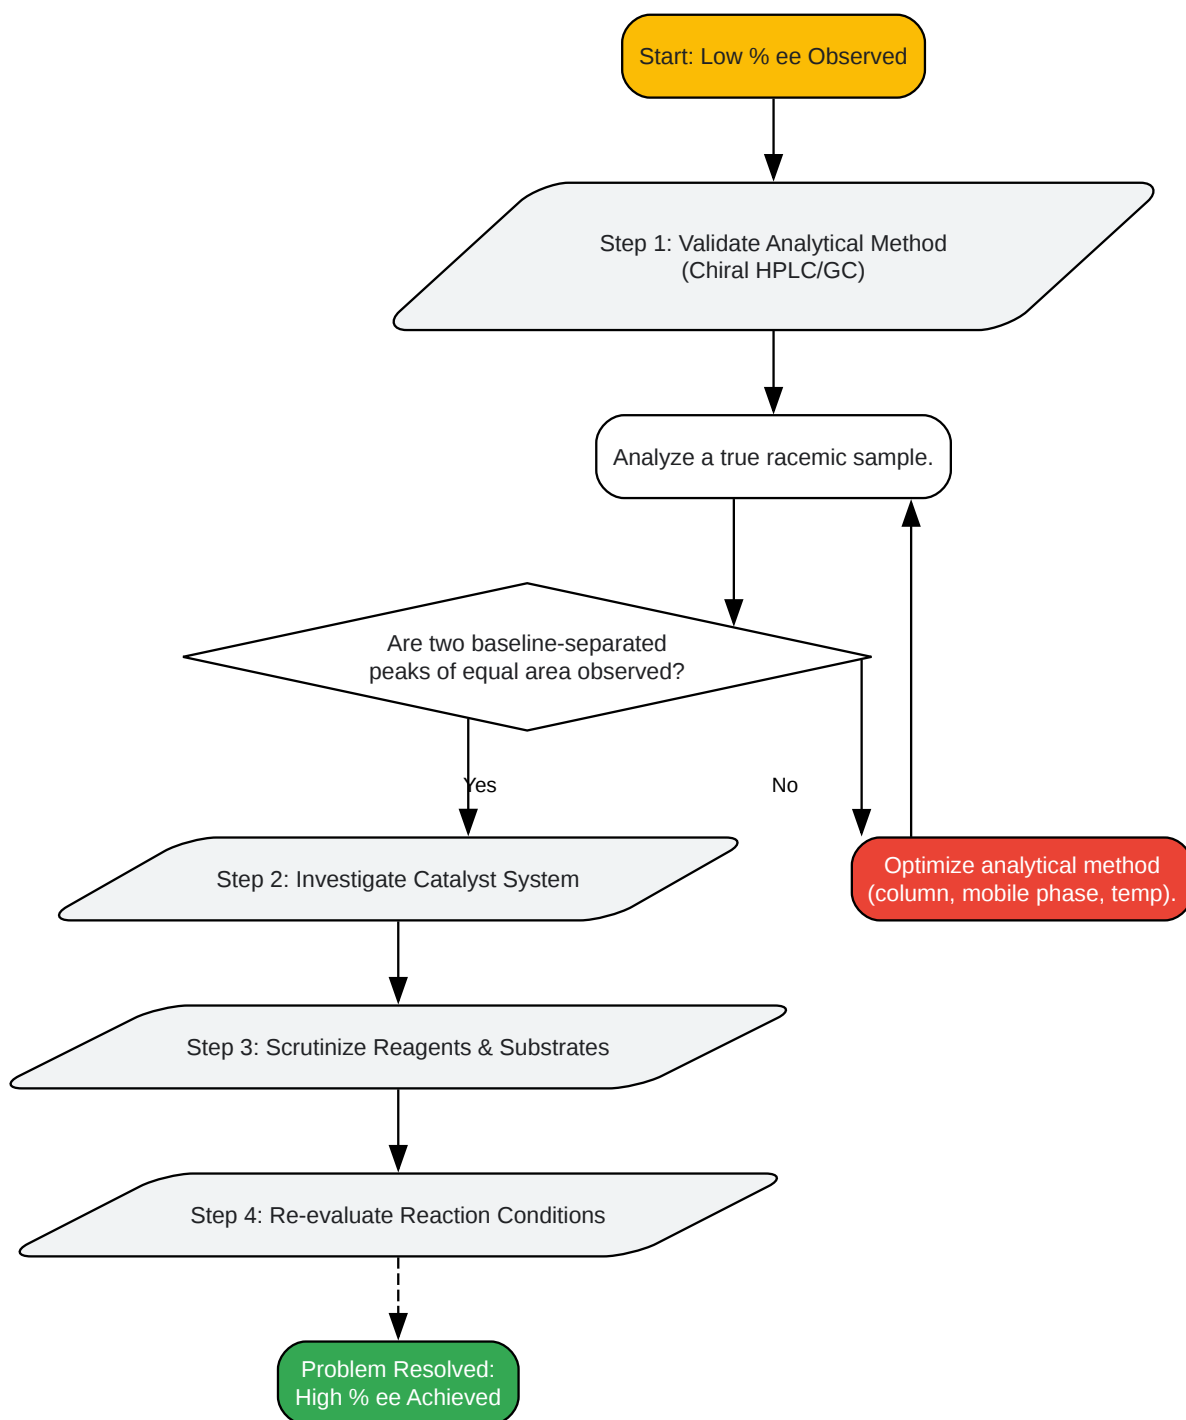 Start: Low % ee Observed
Step 1: Validate Analytical Method
(Chiral HPLC/GC)
Analyze a true racemic sample.
Are two baseline-separated
peaks of equal area observed?
Yes
No
Step 2: Investigate Catalyst System
Optimize analytical method
(column, mobile phase, temp).
Step 3: Scrutinize Reagents & Substrates
Step 4: Re-evaluate Reaction Conditions
Problem Resolved:
High % ee Achieved